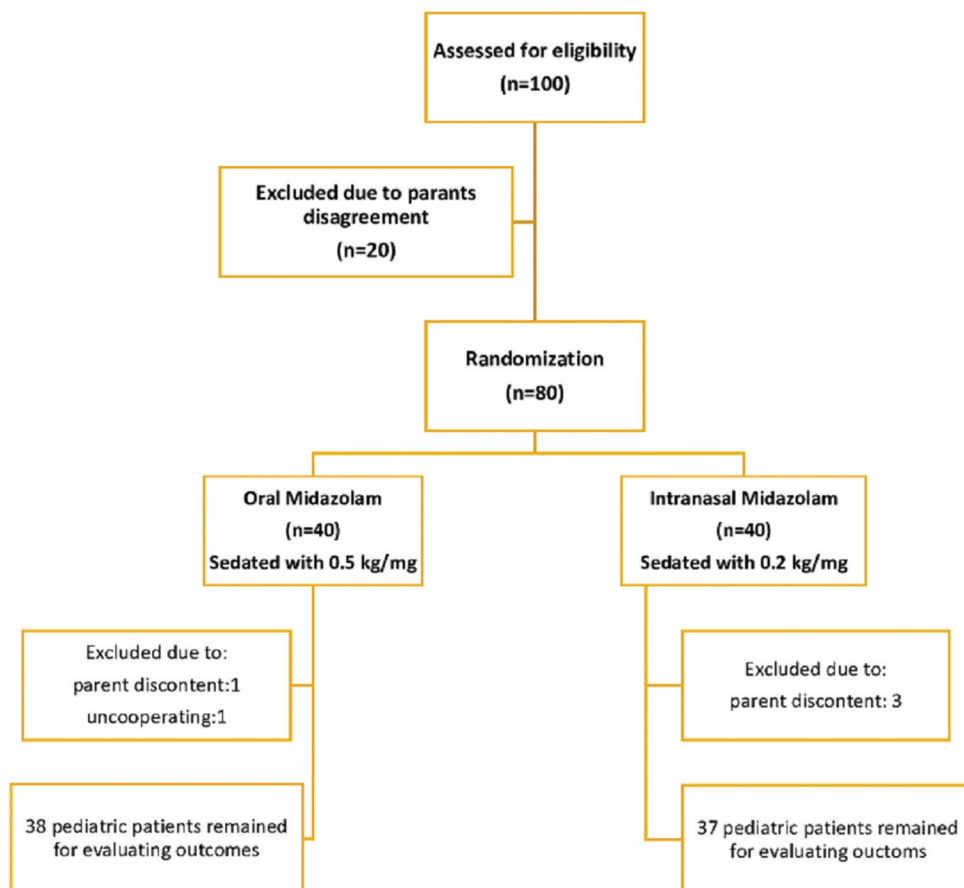 Assessed for eligibility
(n=100)
Excluded due to parants
disagreement
(n=20)
Randomization
(n=80)
Oral Midazolam
(n=40)
Sedated with 0.5 kg/mg
Intranasal Midazolam
(n=40)
Sedated with 0.2 kg/mg
Excluded due to:
parent discontent:1
uncooperating:1
Excluded due to:
parent discontent: 3
38 pediatric patients remained
for evaluating outcomes
37 pediatric patients remained
for evaluating ouctoms